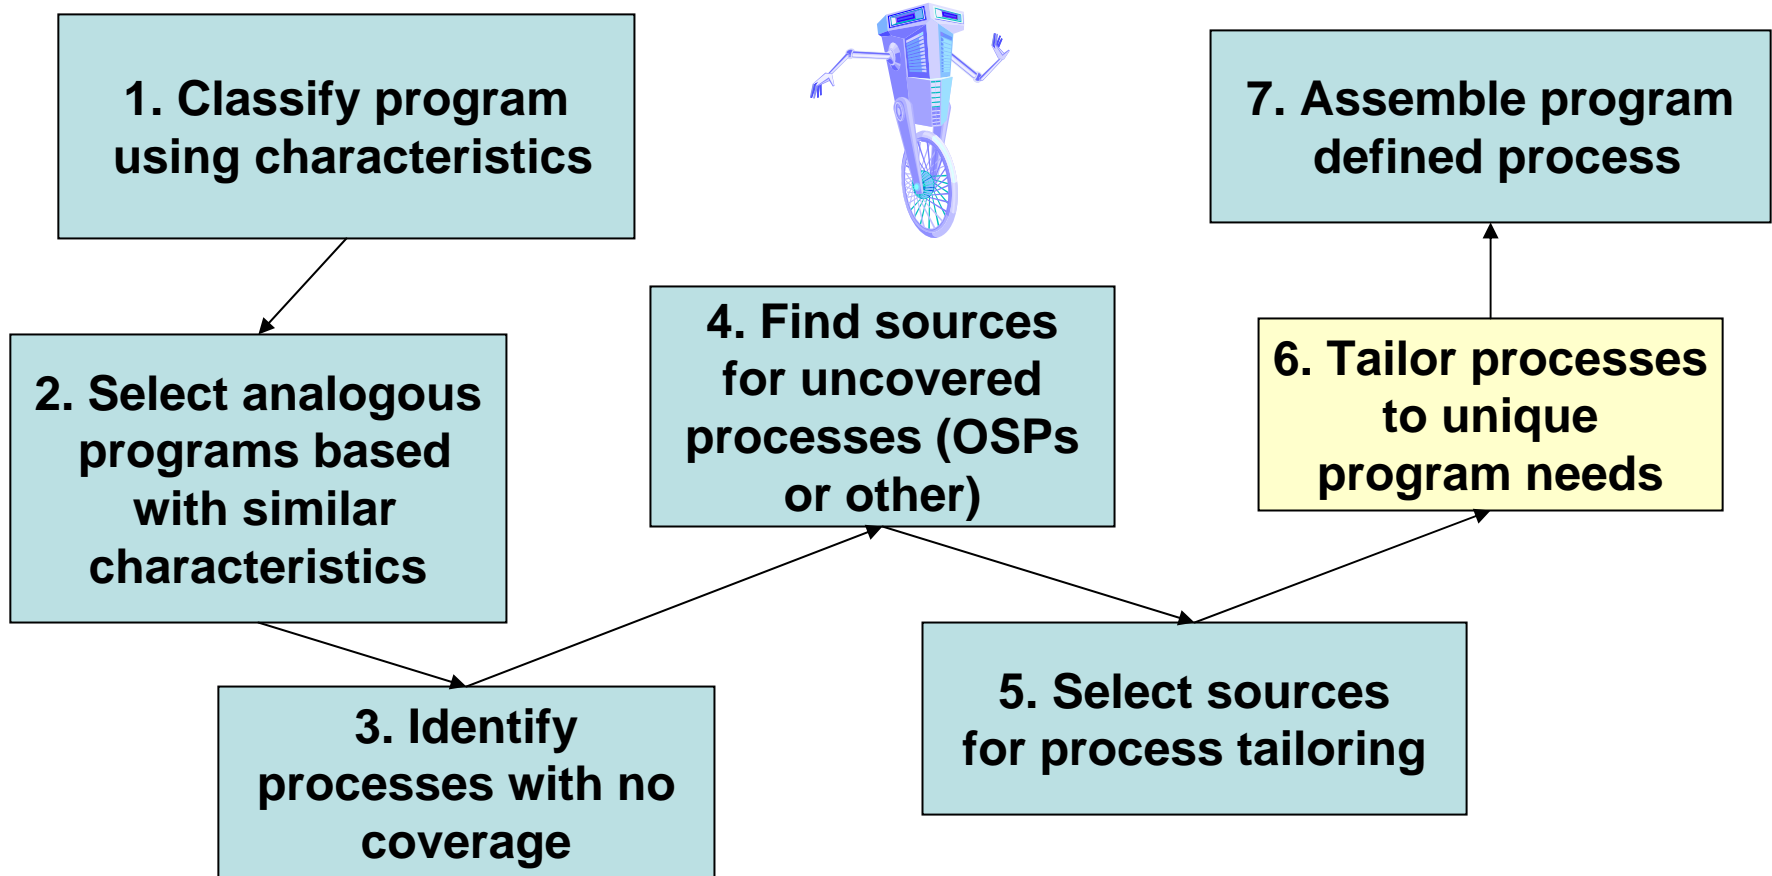 1. Classify program
using characteristics
2. Select analogous
programs based
with similar
characteristics
3. Identify
processes with no
coverage
4. Find sources
for uncovered
processes (OSPs
or other)
5. Select sources
for process tailoring
6. Tailor processes
to unique
program needs
7. Assemble program
defined process